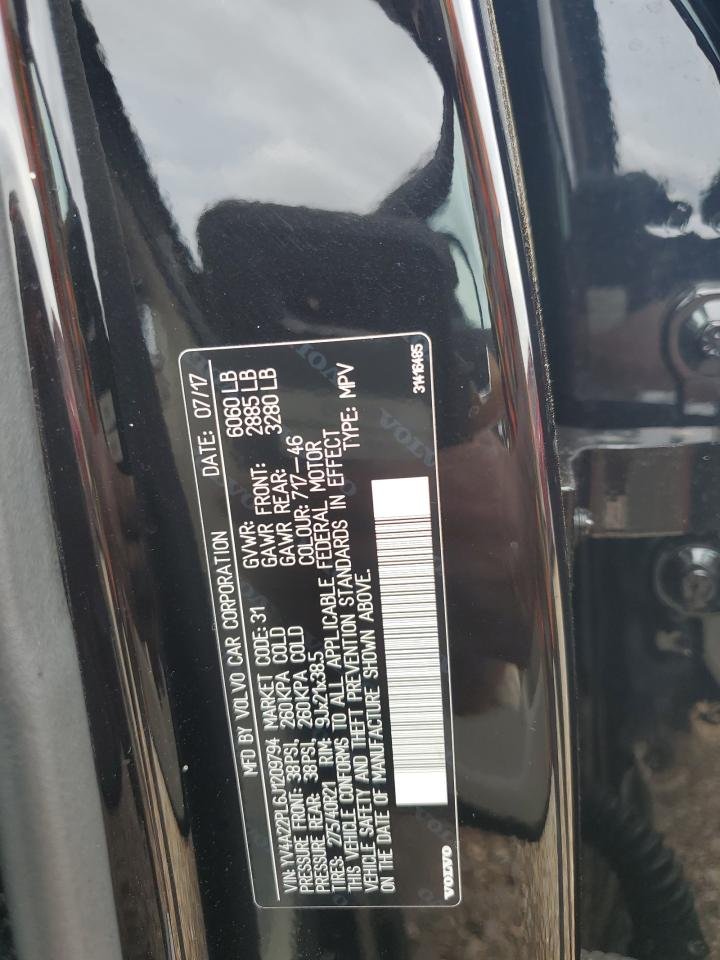 MFD BY VOLVO CAR CORPORATION DATE: 07/17
VIN: YV4A22PL6J1209794 MARKET CODE: 31 GVWR: 6060 LB
PRESSURE FRONT: 38PSI, 260KPA COLD GAWR FRONT: 2885 LB
PRESSURE REAR: 38PSI, 260KPA COLD GAWR REAR: 3280 LB
TIRES: 275/40R21 RIM: 9Jx21x38.5 COLOUR: 717-46
THIS VEHICLE CONFORMS TO ALL APPLICABLE FEDERAL MOTOR
VEHICLE SAFETY AND THEFT PREVENTION STANDARDS IN EFFECT
ON THE DATE OF MANUFACTURE SHOWN ABOVE. TYPE: MPV
VOLVO 31416485